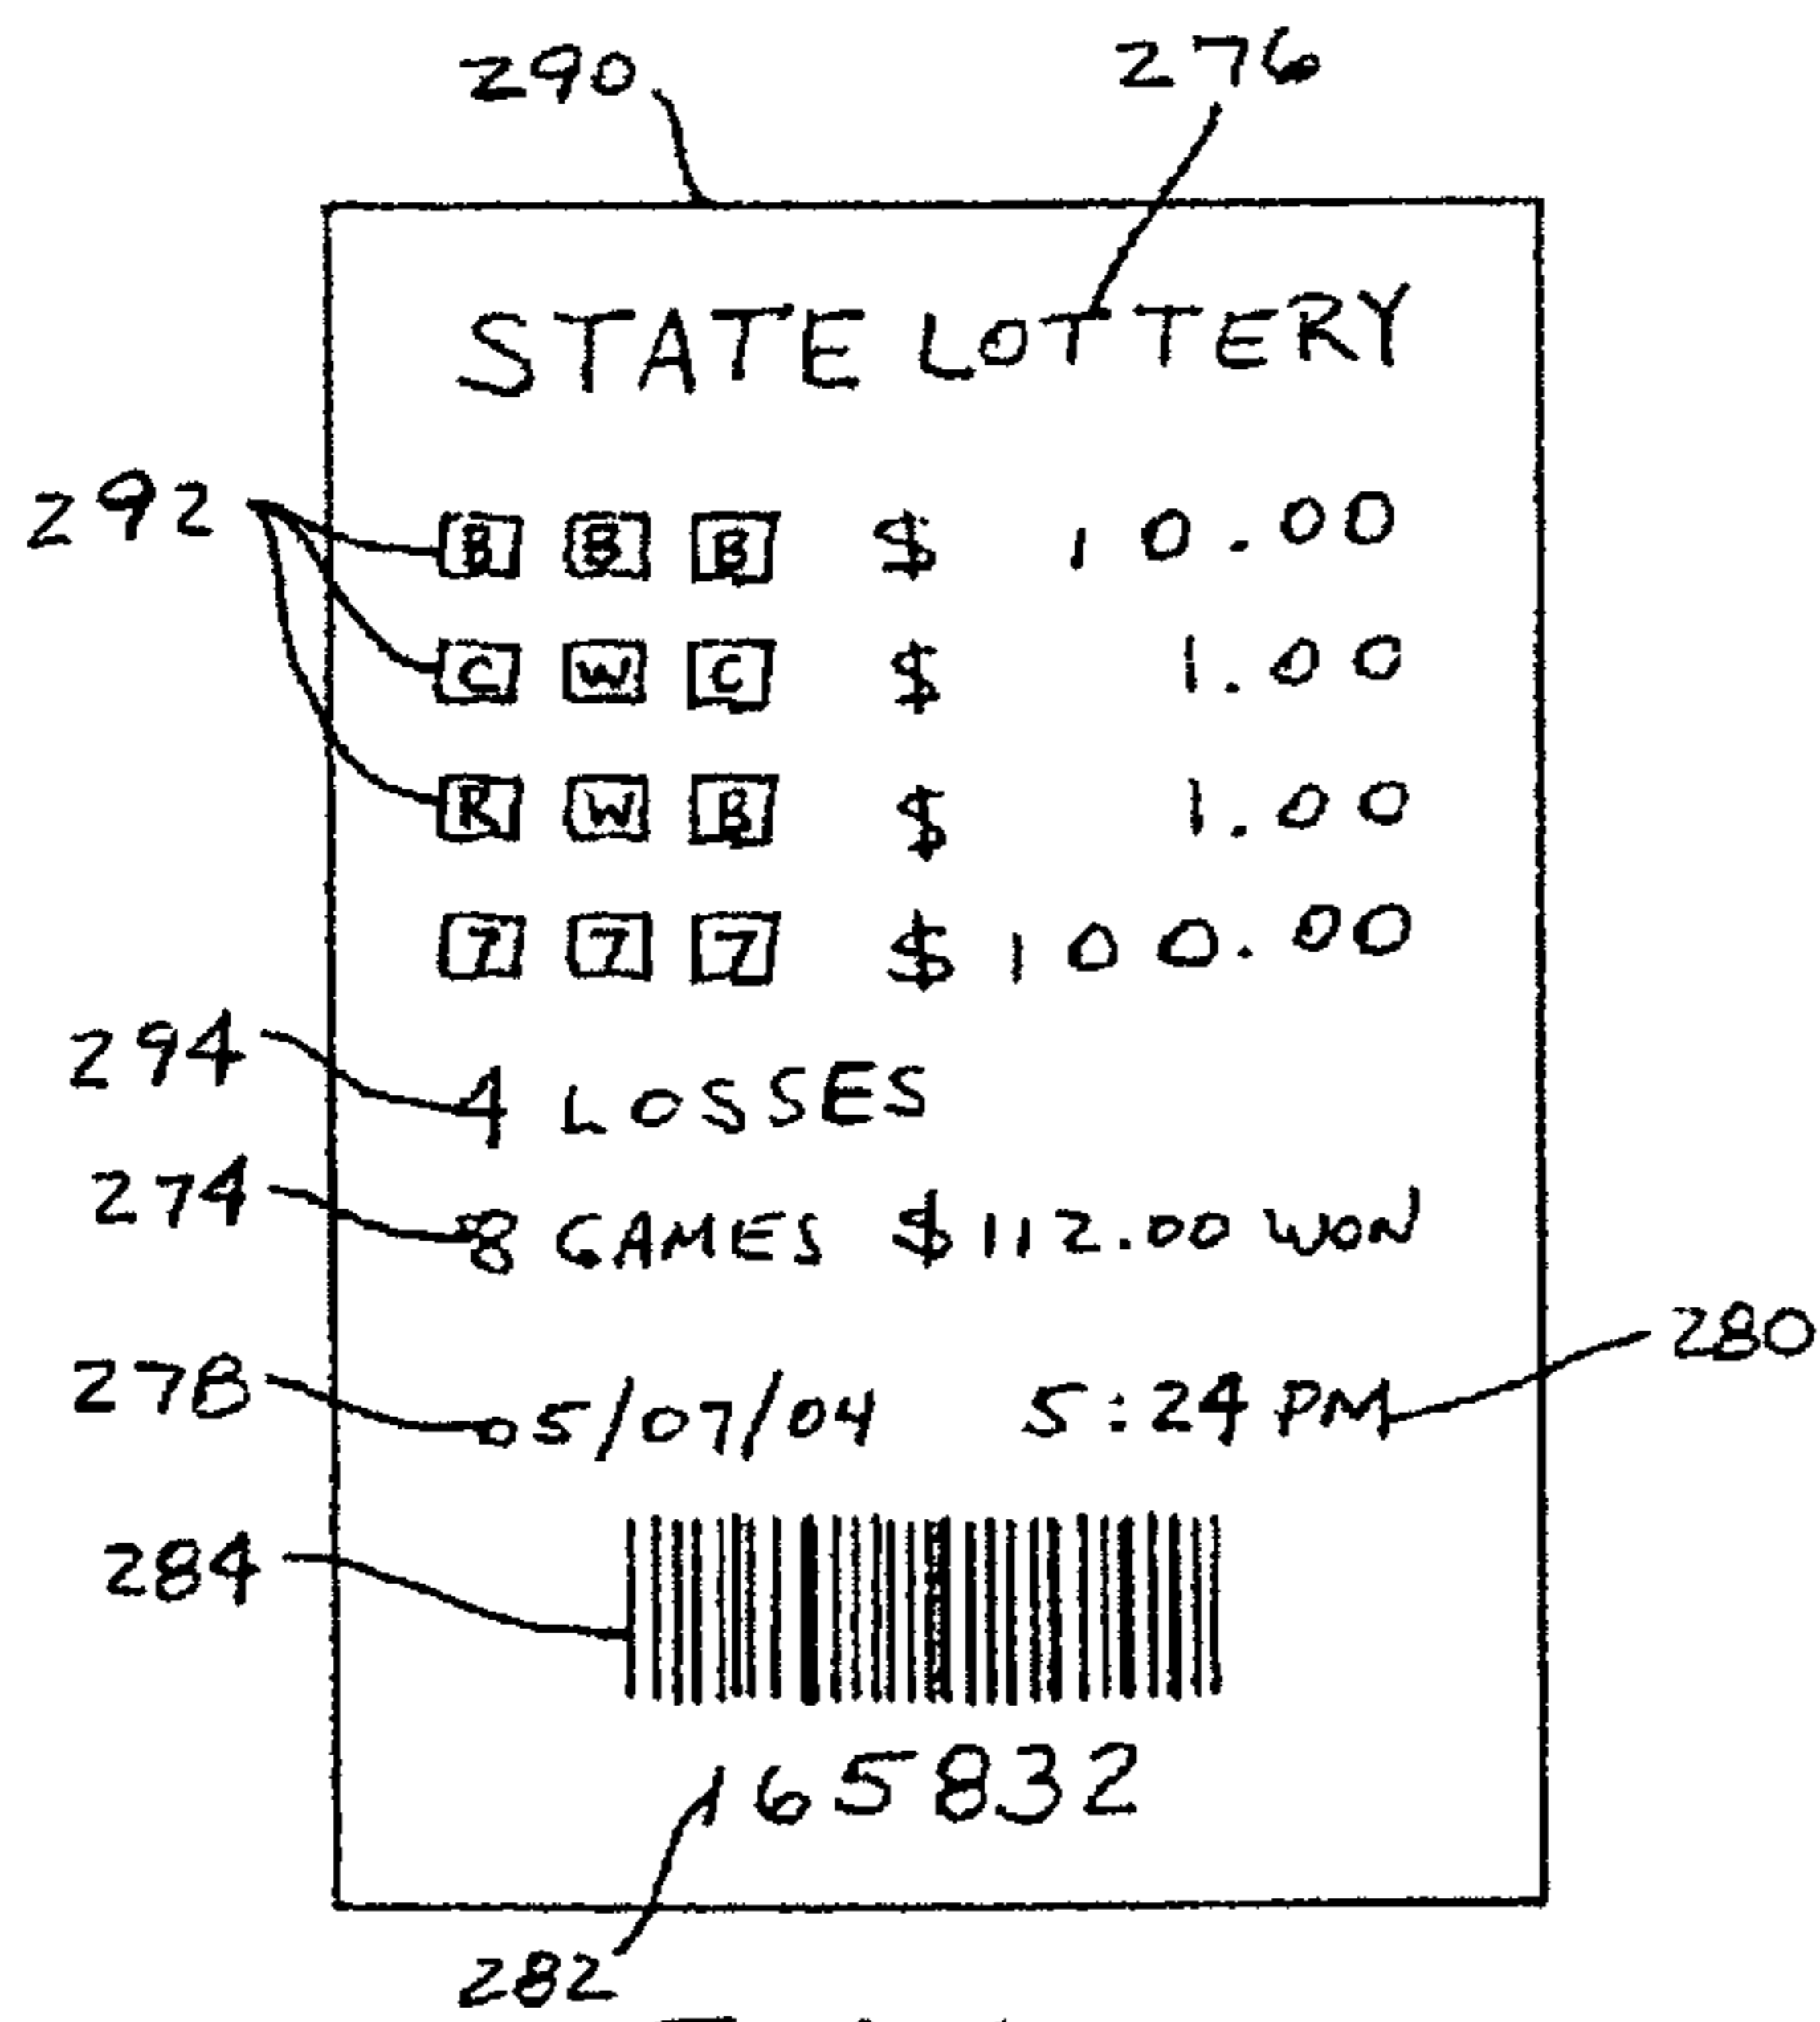 290 276
STATE LOTTERY
292 B B B $ 10.00
C W C $ 1.00
R W B $ 1.00
7 7 7 $ 100.00
294 4 LOSSES
274 8 GAMES $112.00 WON
278 05/07/04 5:24 PM 280
284
165832
282